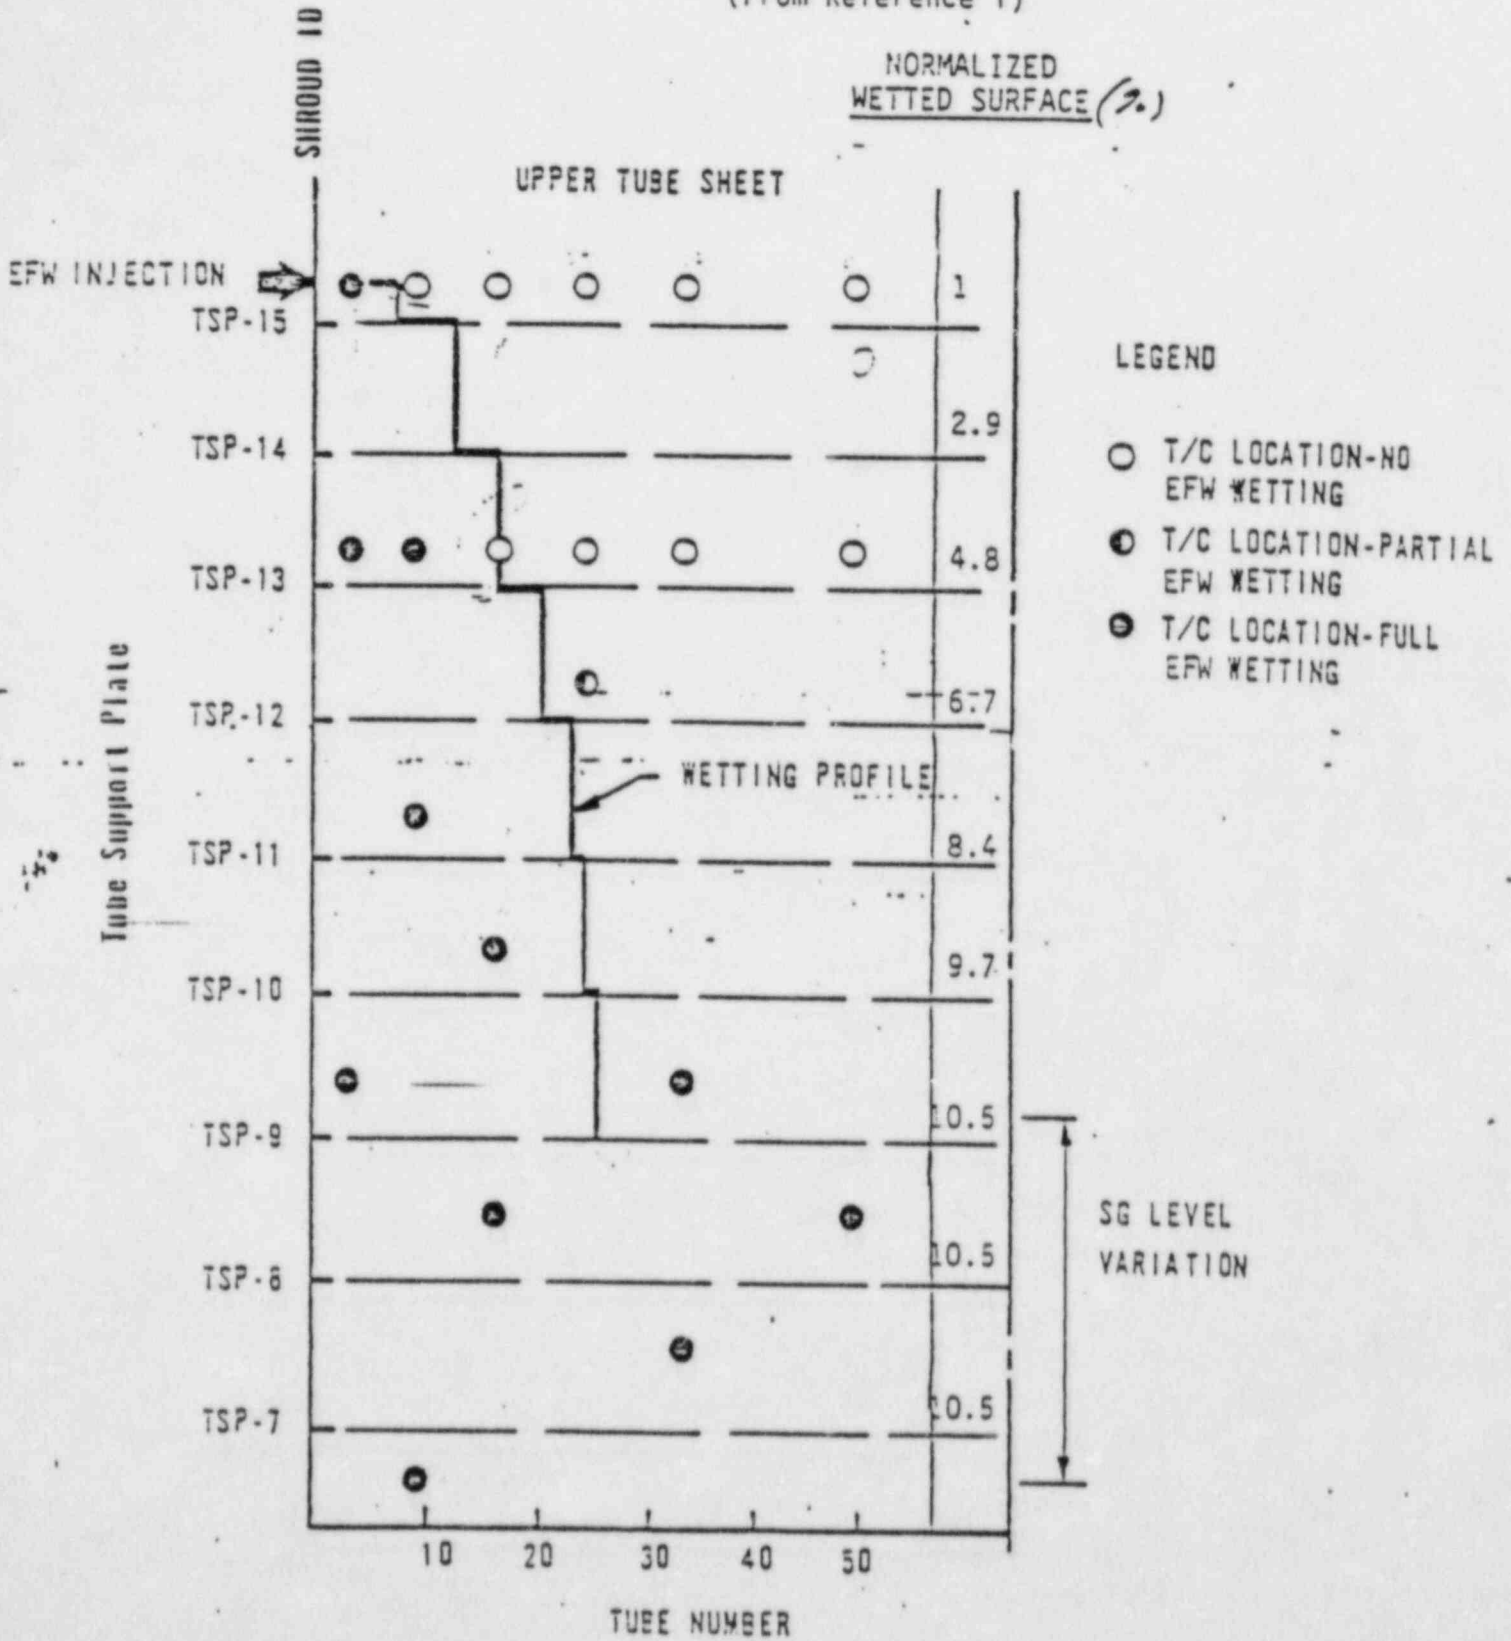 (From Reference 1)
NORMALIZED
WETTED SURFACE (%)
SHROUD ID
UPPER TUBE SHEET
EFW INJECTION
1
TSP-15
LEGEND
2.9
TSP-14
T/C LOCATION-NO
EFW WETTING
T/C LOCATION-PARTIAL
EFW WETTING
T/C LOCATION-FULL
EFW WETTING
4.8
TSP-13
6.7
TSP-12
Tube Support Plate
WETTING PROFILE
8.4
TSP-11
9.7
TSP-10
10.5
TSP-9
SG LEVEL
VARIATION
10.5
TSP-8
10.5
TSP-7
10 20 30 40 50
TUBE NUMBER